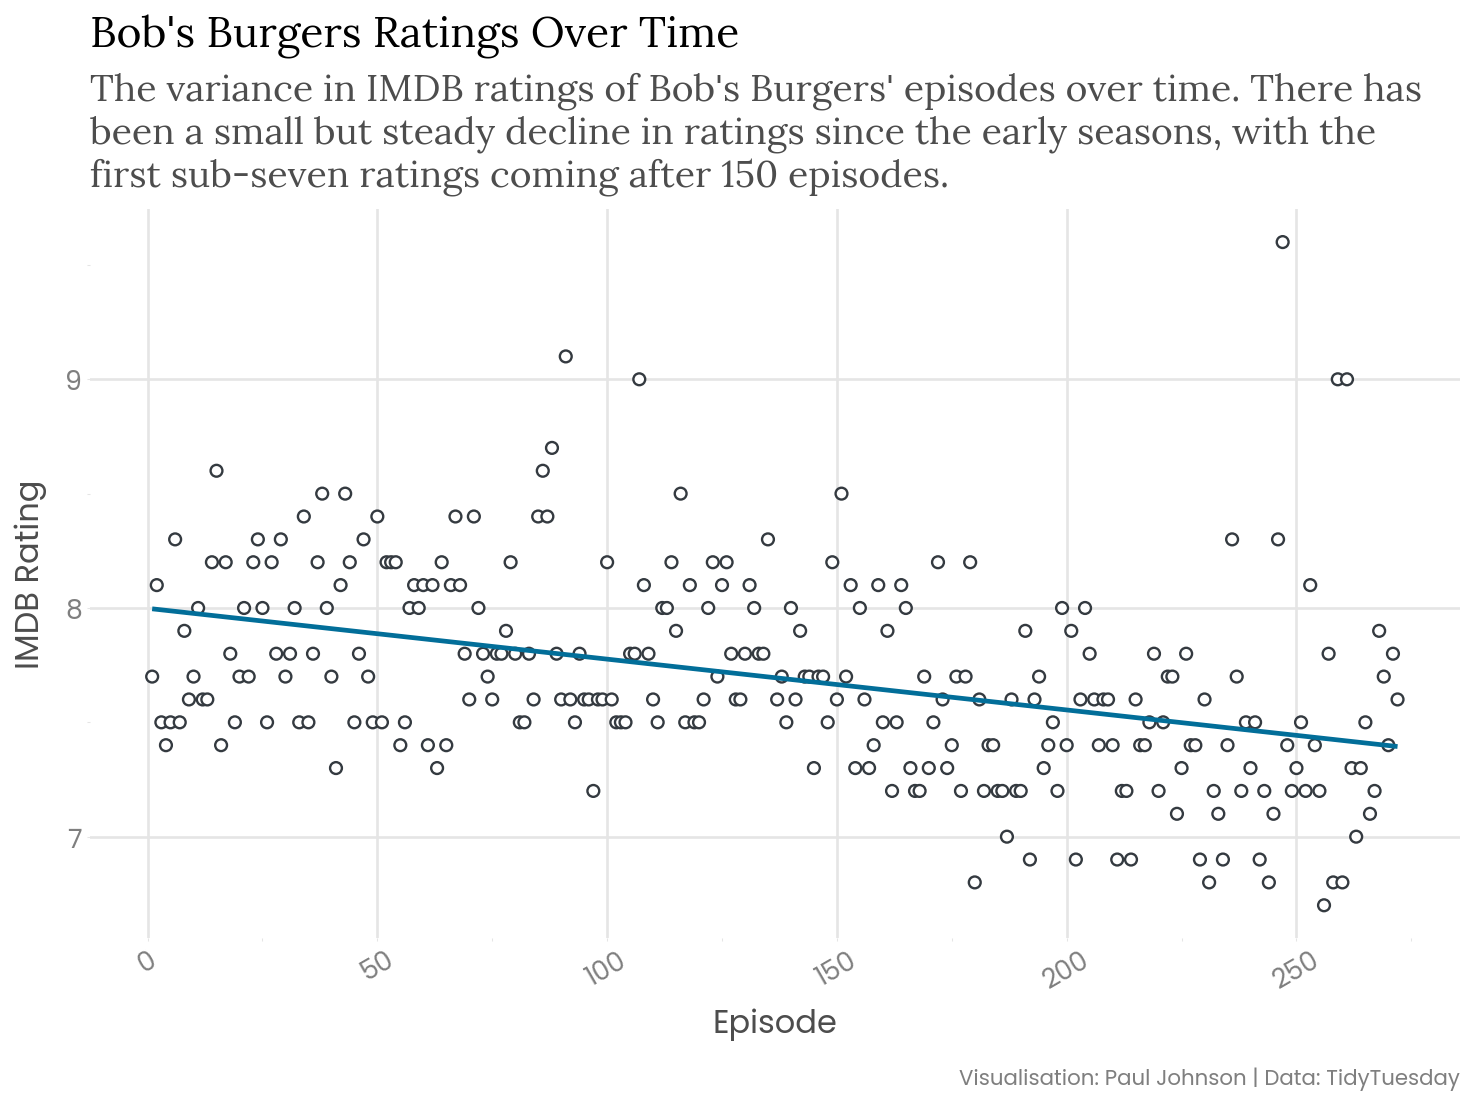 Bob's Burgers Ratings Over Time
The variance in IMDB ratings of Bob's Burgers' episodes over time. There has
been a small but steady decline in ratings since the early seasons, with the
first sub-seven ratings coming after 150 episodes.
IMDB Rating
9
8
7
0 50 100 150 200 250
Episode
Visualisation: Paul Johnson | Data: TidyTuesday